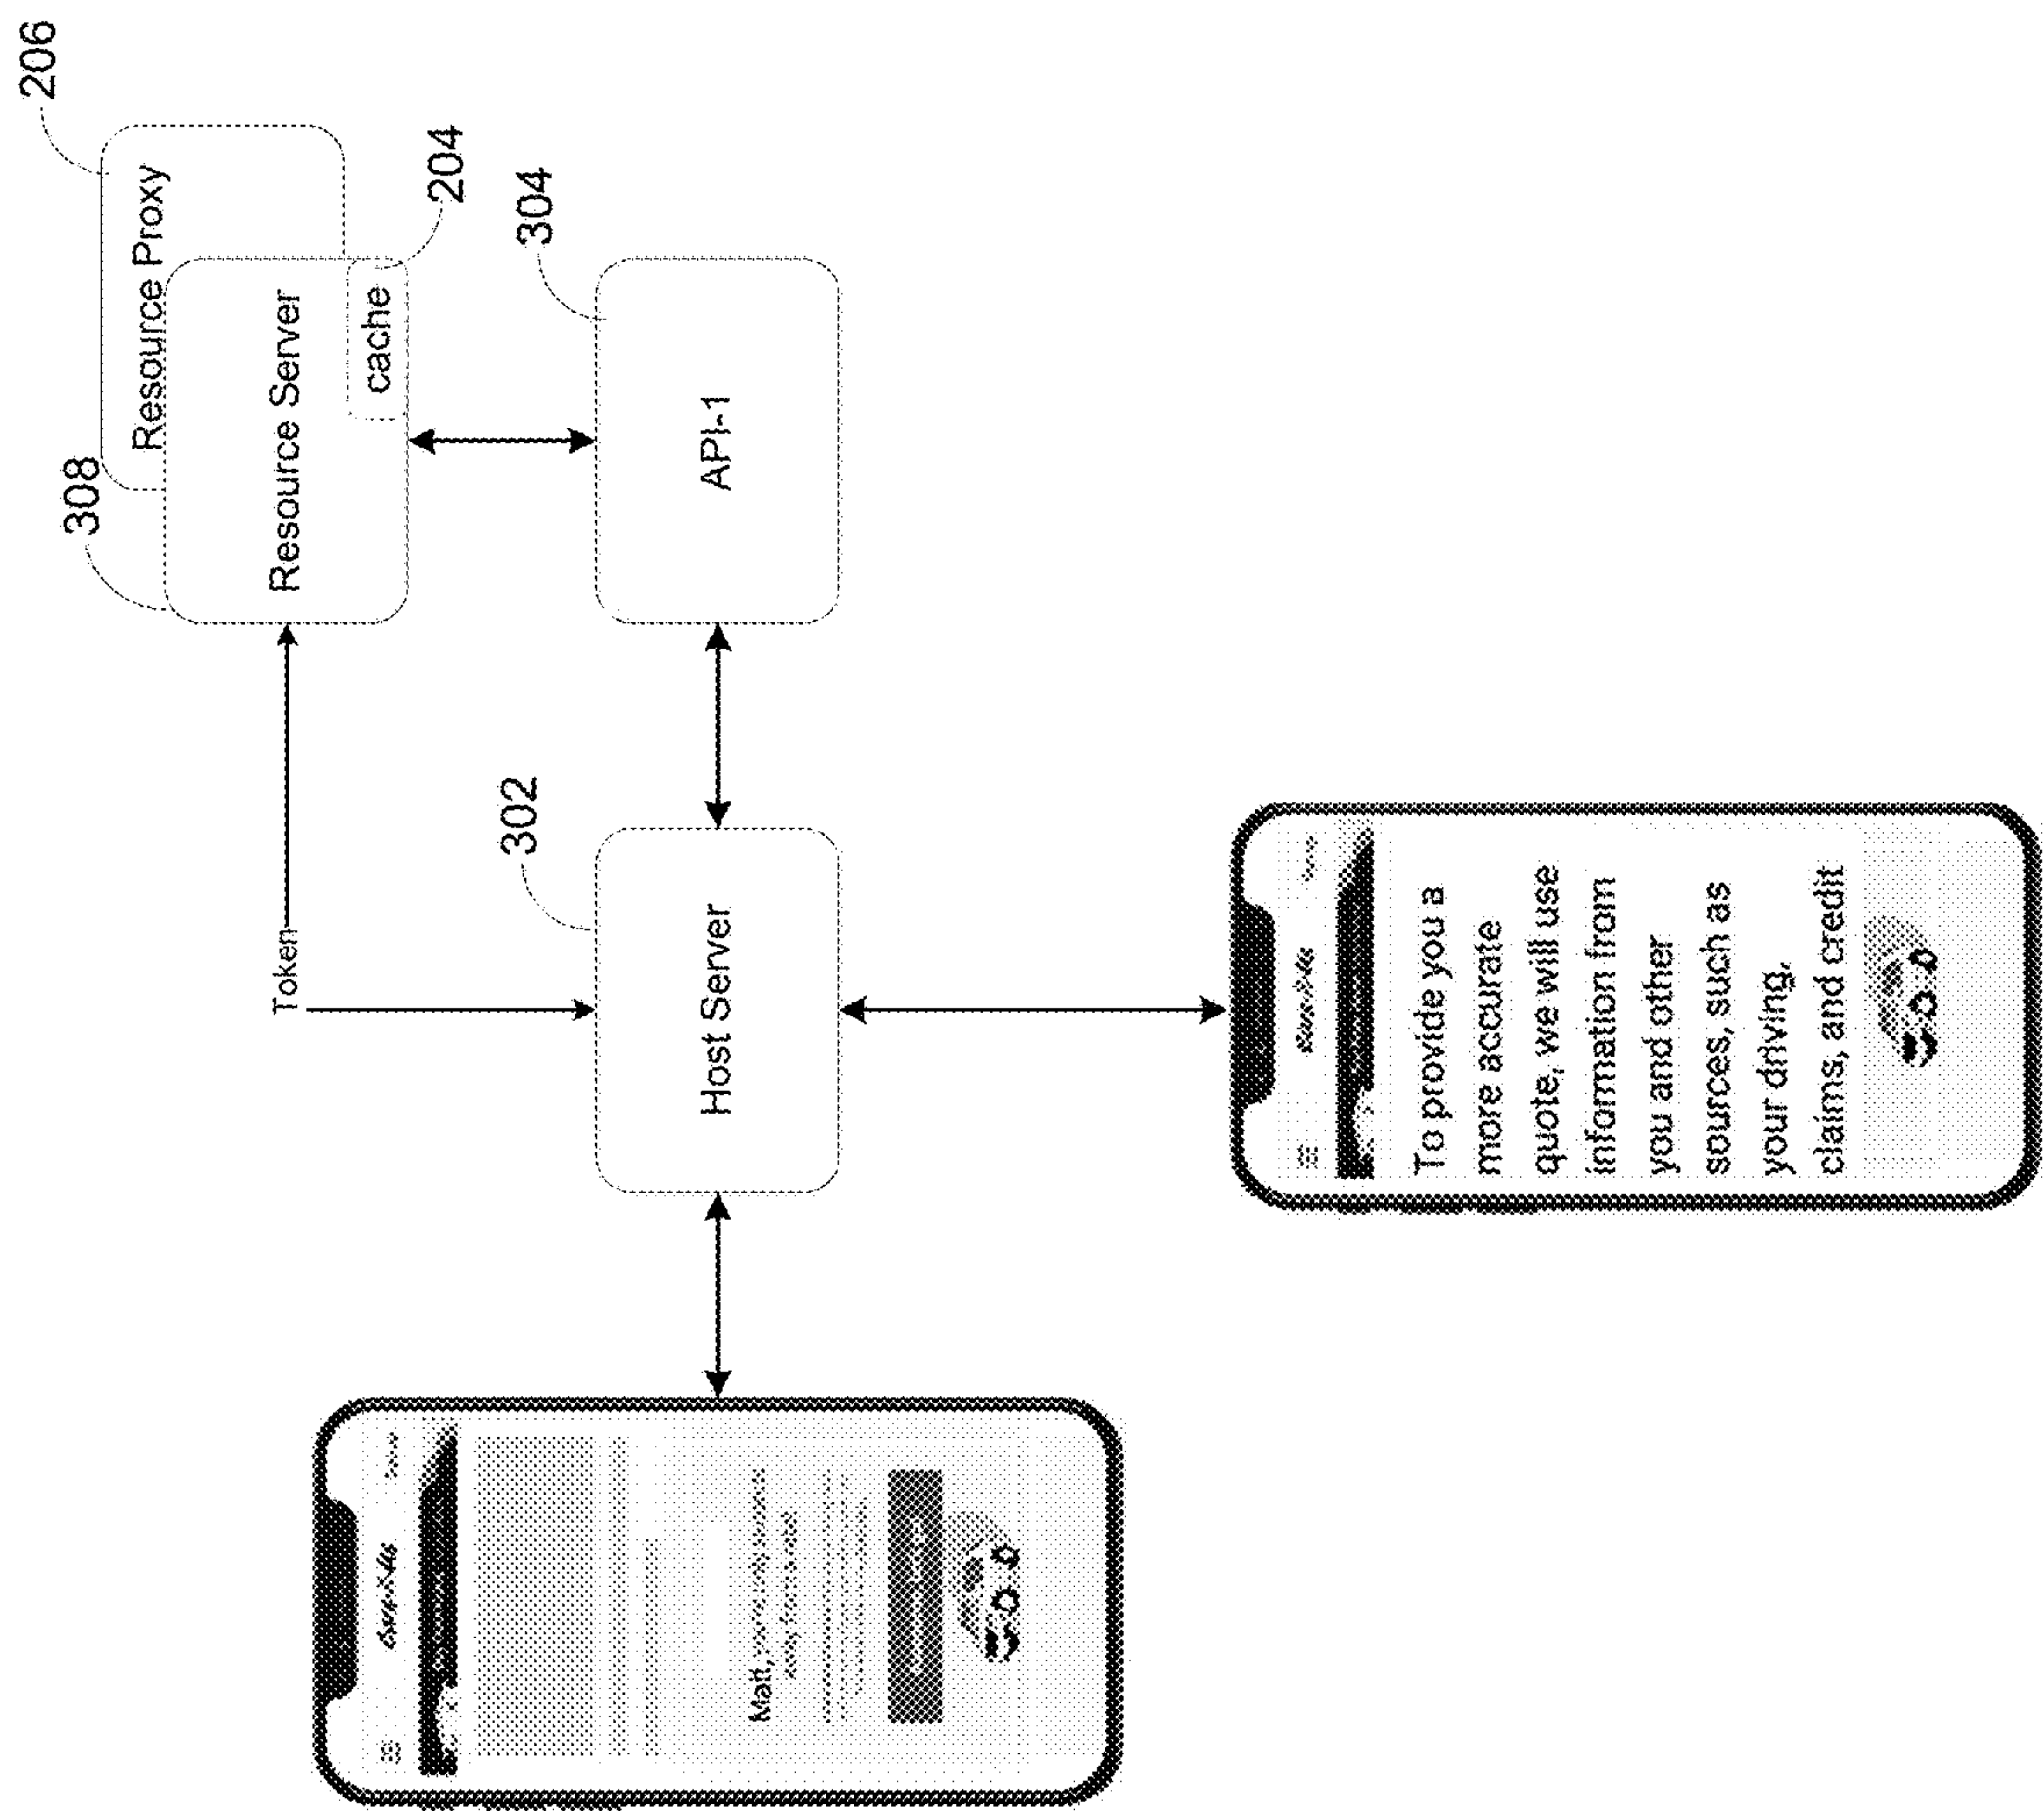 206
Resource Proxy
308
Resource Server
cache
204
304
API-1
Token
302
Host Server
Matt,
To provide you a
more accurate
quote, we will use
information from
you and other
sources, such as
your driving,
claims, and credit